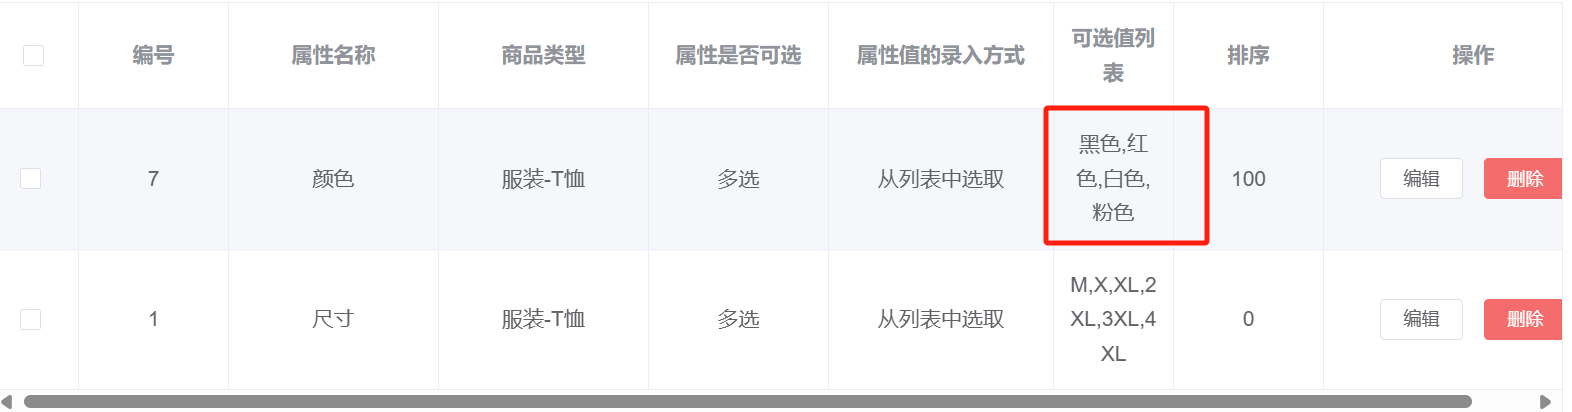 编号 属性名称 商品类型 属性是否可选 属性值的录入方式 可选值列 排序 操作
表
7 颜色 服装-T恤 多选 从列表中选取 黑色,红 100 编辑 删除
色,白色,
粉色
1 尺寸 服装-T恤 多选 从列表中选取 M,X,XL,2 0 编辑 删除
XL,3XL,4
XL